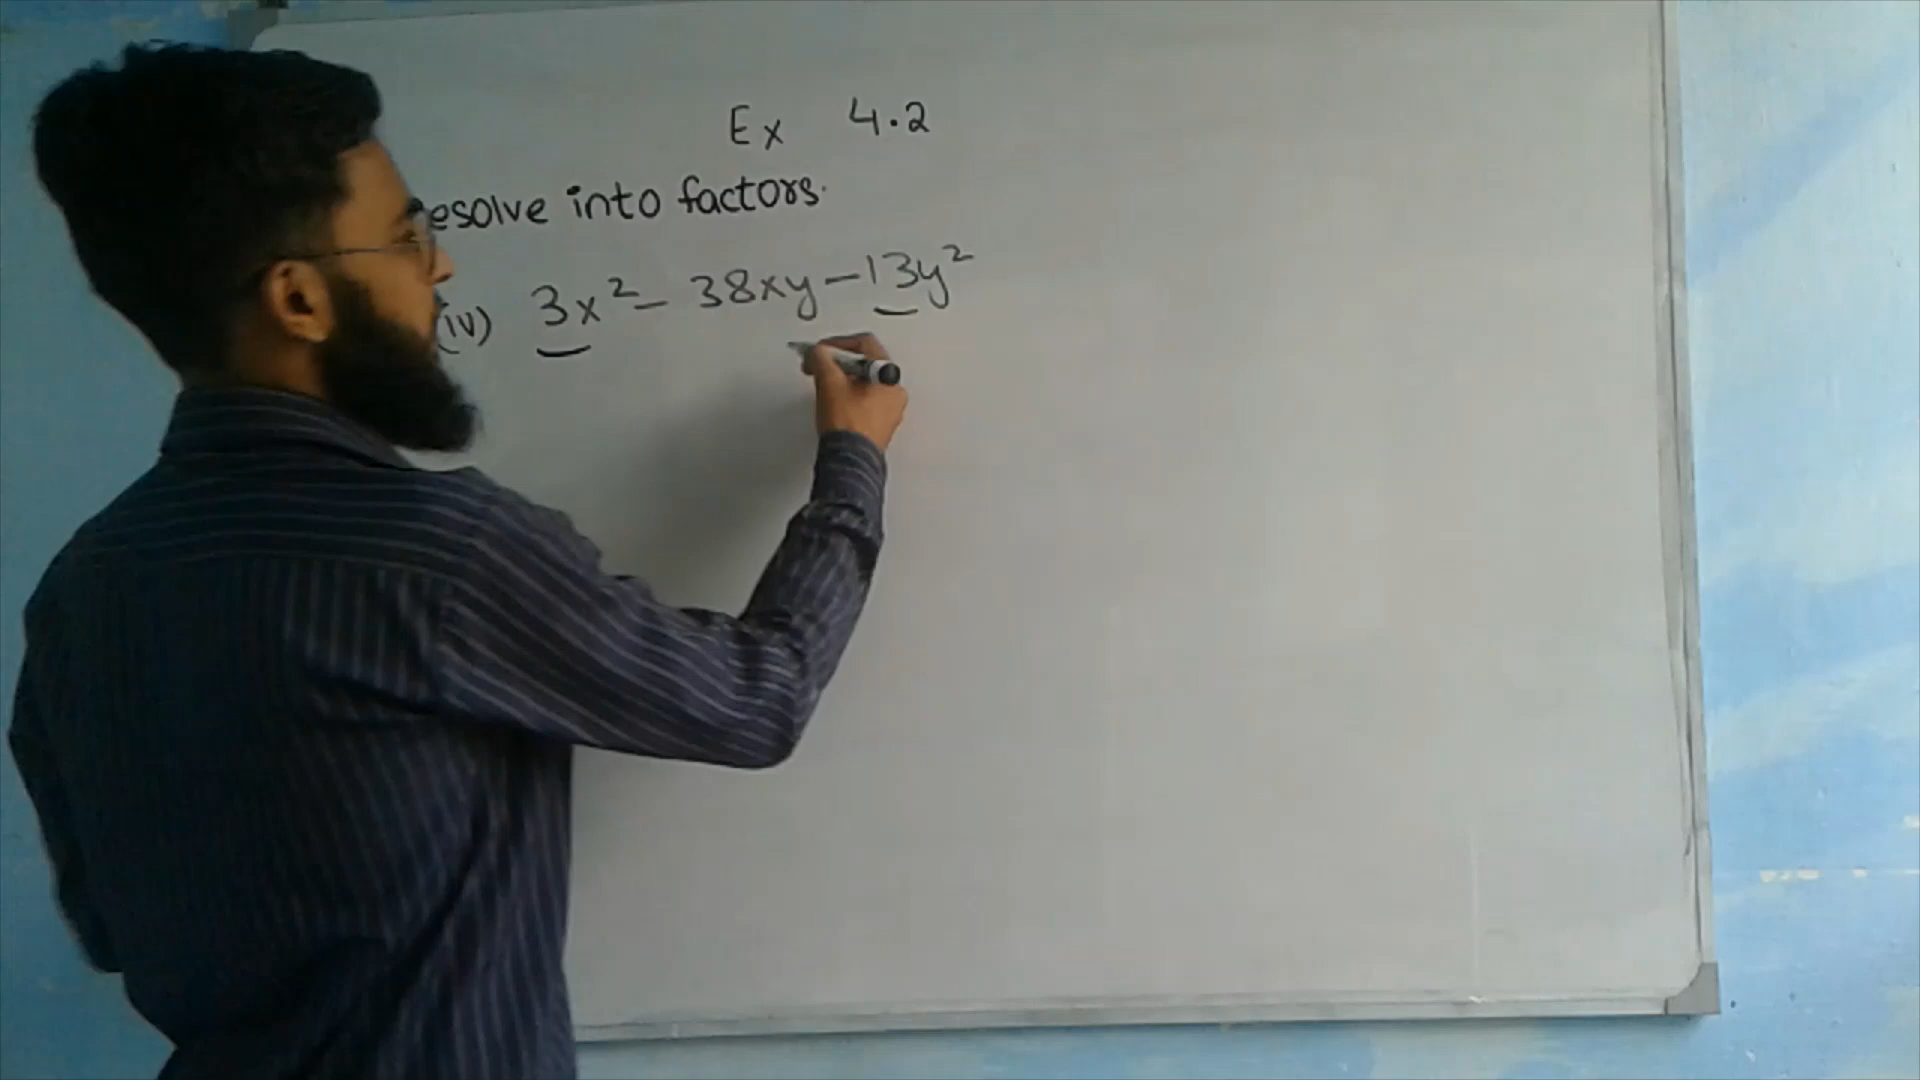 Ex 4.2
esolve into factors.
(iv) 3x² - 38xy - 13y²